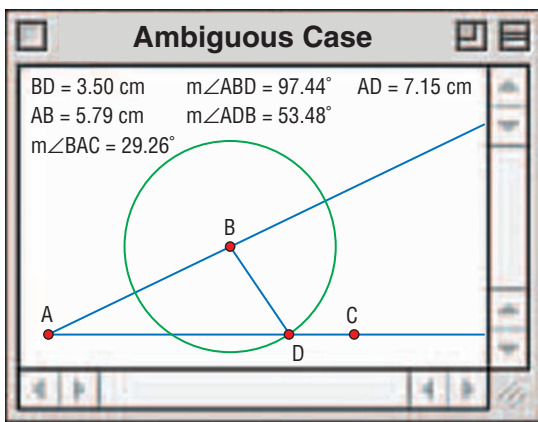 Ambiguous Case
BD = 3.50 cm m∠ABD = 97.44° AD = 7.15 cm
AB = 5.79 cm m∠ADB = 53.48°
m∠BAC = 29.26°
B
A C
D